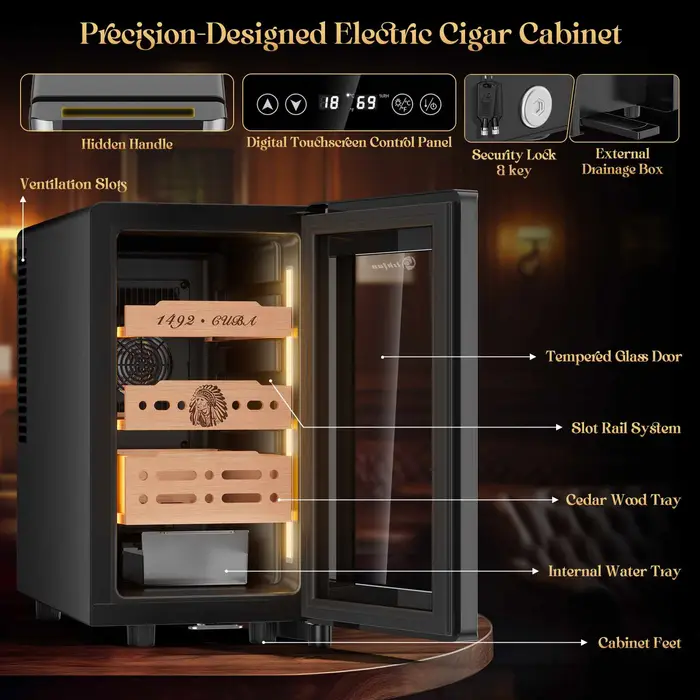 Precision-Designed Electric Cigar Cabinet
18 °C 69 %RH
Hidden Handle
Digital Touchscreen Control Panel
Security Lock
& key
External
Drainage Box
Ventilation Slots
1492 • CUBA
Tempered Glass Door
Slot Rail System
Cedar Wood Tray
Internal Water Tray
Cabinet Feet